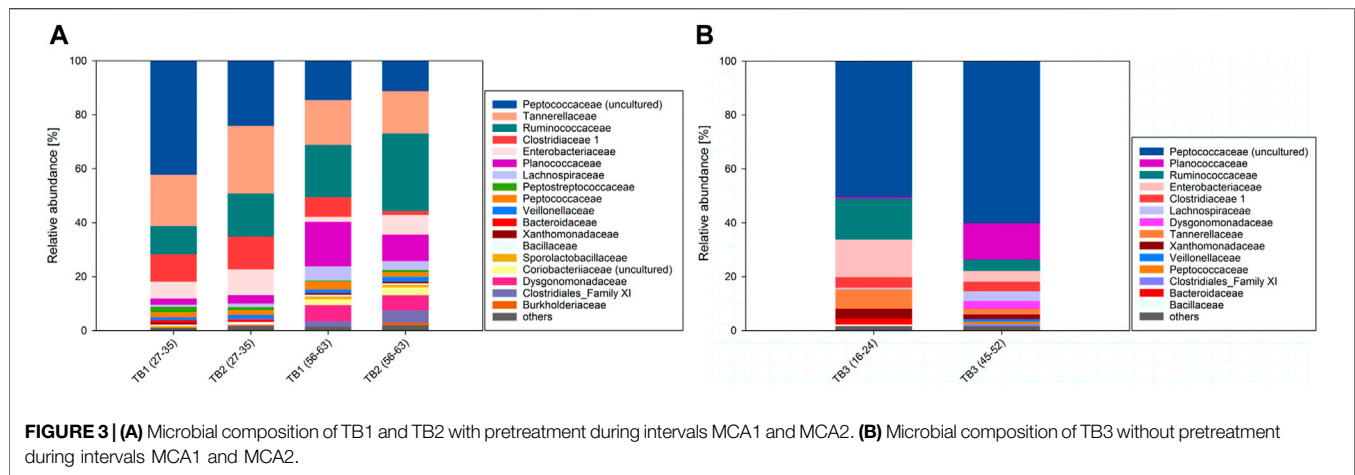 A
100
80
60
40
20
0
Relative abundance [%]
TB1 (27-35)
TB2 (27-35)
TB1 (56-63)
TB2 (56-63)
Peptococcaceae (uncultured)
Tannerellaceae
Ruminococcaceae
Clostridiaceae 1
Enterobacteriaceae
Planococcaceae
Lachnospiraceae
Peptostreptococcaceae
Peptococcaceae
Veillonellaceae
Bacteroidaceae
Xanthomonadaceae
Bacillaceae
Sporolactobacillaceae
Coriobacteriiaceae (uncultured)
Dysgonomonadaceae
Clostridiales_Family XI
Burkholderiaceae
others
B
100
80
60
40
20
0
Relative abundance [%]
TB3 (16-24)
TB3 (45-52)
Peptococcaceae (uncultured)
Planococcaceae
Ruminococcaceae
Enterobacteriaceae
Clostridiaceae 1
Lachnospiraceae
Dysgonomonadaceae
Tannerellaceae
Xanthomonadaceae
Veillonellaceae
Peptococcaceae
Clostridiales_Family XI
Bacteroidaceae
Bacillaceae
others
FIGURE 3 | (A) Microbial composition of TB1 and TB2 with pretreatment during intervals MCA1 and MCA2. (B) Microbial composition of TB3 without pretreatment
during intervals MCA1 and MCA2.